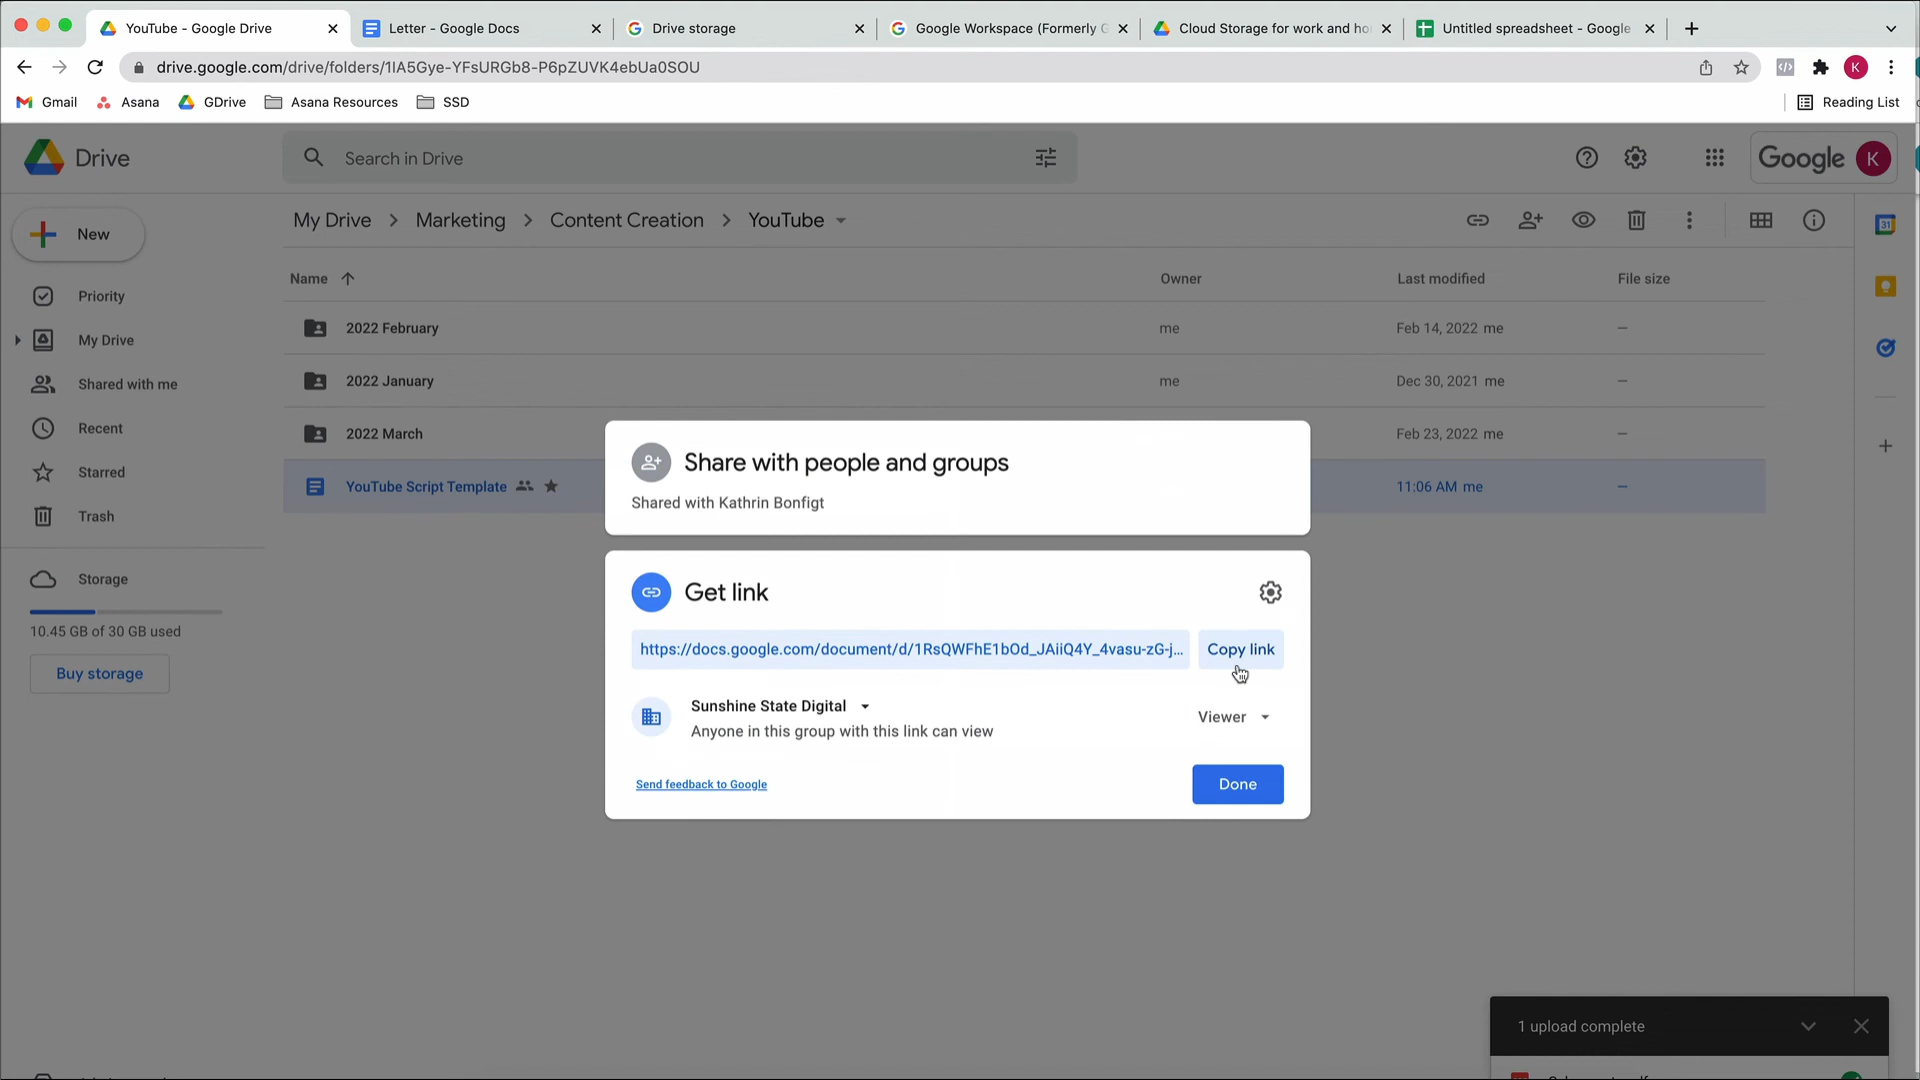 YouTube - Google Drive
Letter - Google Docs
Drive storage
Google Workspace (Formerly G
Cloud Storage for work and ho
Untitled spreadsheet - Google
drive.google.com/drive/folders/1IA5Gye-YFsURGb8-P6pZUVK4ebUa0SOU
K
Gmail
Asana
GDrive
Asana Resources
SSD
Reading List
Drive
Search in Drive
Google
K
New
My Drive
Marketing
Content Creation
YouTube
31
Name
Owner
Last modified
File size
Priority
My Drive
Shared with me
Recent
Starred
Trash
Storage
10.45 GB of 30 GB used
Buy storage
2022 February
me
Feb 14, 2022 me
—
2022 January
me
Dec 30, 2021 me
—
2022 March
Feb 23, 2022 me
—
YouTube Script Template
11:06 AM me
—
Share with people and groups
Shared with Kathrin Bonfigt
Get link
https://docs.google.com/document/d/1RsQWFhE1bOd_JAiiQ4Y_4vasu-zG-j...
Copy link
Sunshine State Digital
Anyone in this group with this link can view
Viewer
Send feedback to Google
Done
1 upload complete